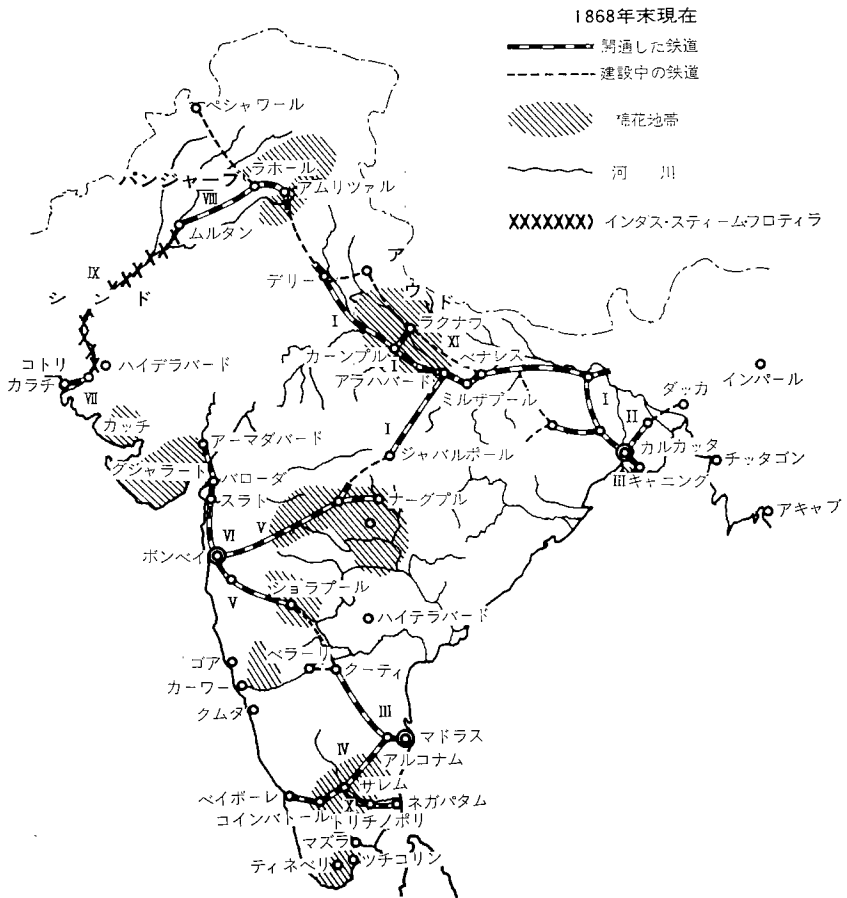 1868年末現在
開通した鉄道
建設中の鉄道
棉花地帯
河 川
インダス・スティーム・フロティラ
ペシャワール
パンジャーブ
ラホール
アムリツァル
VIII
ムルタン
IX
シンド
デリー
アウド
I
ラクナワ
XI
カーンプル
I
アラハバード
ベナレス
ミルザプール
コトリ
ハイデラバード
カラチ
VII
カッチ
アーマダバード
グジャラート
バローダ
スラト
I
ジャバルポール
I
II
ダッカ
インパール
カルカッタ
チッタゴン
III キャニング
アキャブ
ナーグプル
VI
V
ボンベイ
V
ショラプール
ハイテラバード
ゴア
ベラーリ
クーティ
カーワー
クムタ
III
マドラス
IV
アルコナム
サレム
ベイポーレ
X
ネガパタム
コインバトール
トリチノポリ
マズラ
ティネベリ
ツチコリン